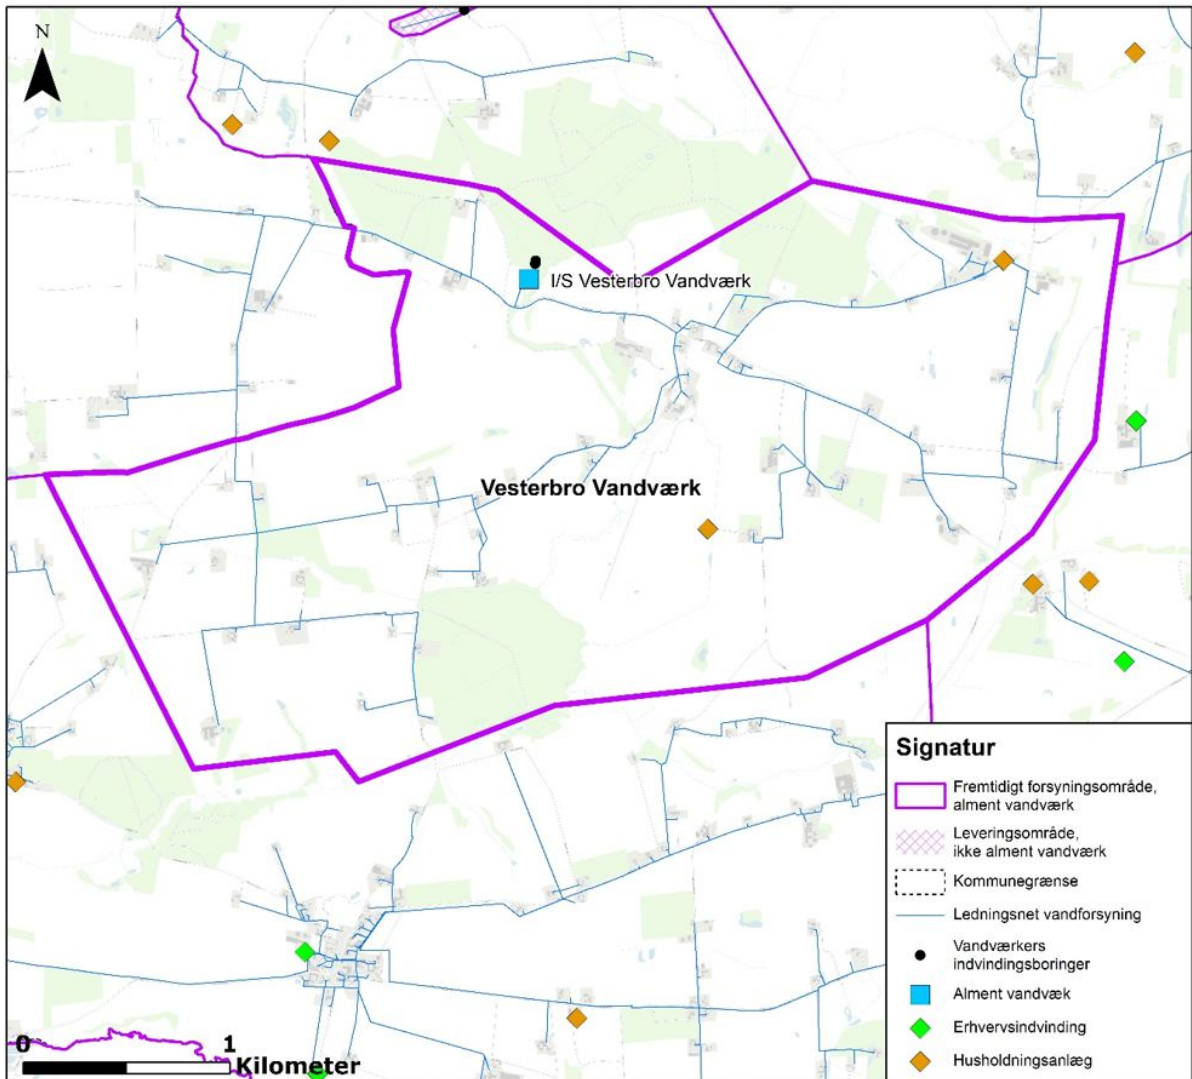 N
I/S Vesterbro Vandværk
Vesterbro Vandværk
Signatur
Fremtidigt forsyningsområde,
alment vandværk
Leveringsområde,
ikke alment vandværk
Kommunegrænse
Ledningsnet vandforsyning
Vandværkers
indvindingsboringer
Alment vandvæk
Erhvervsindvinding
Husholdningsanlæg
0 1
Kilometer